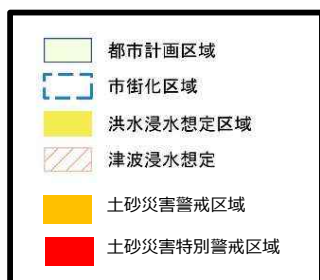 都市計画区域
市街化区域
洪水浸水想定区域
津波浸水想定
土砂災害警戒区域
土砂災害特別警戒区域